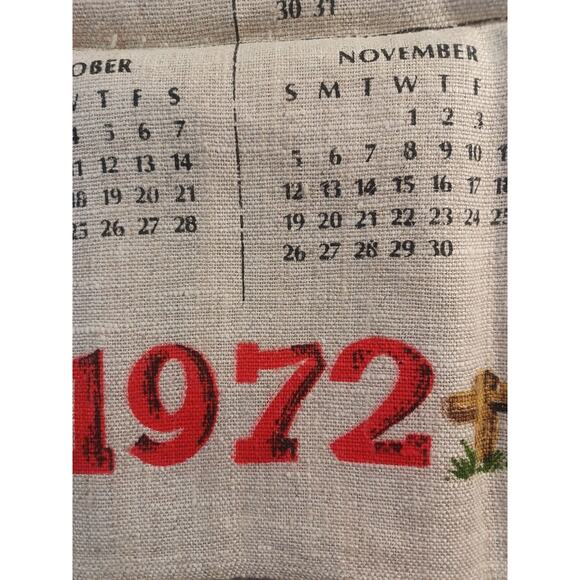 30 31
OBER
T F S
4 5 6 7
11 12 13 14
18 19 20 21
25 26 27 28
NOVEMBER
S M T W T F
1 2 3
5 6 7 8 9 10
12 13 14 15 16 17 18
19 20 21 22 23 24 25
26 27 28 29 30
1972